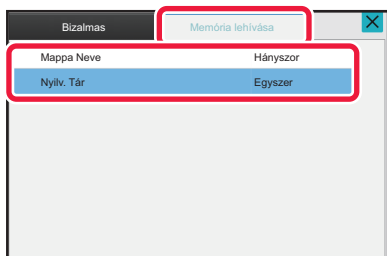 Bizalmas Memória lehívása
Mappa Neve Hányszor
Nyilv. Tár Egyszer